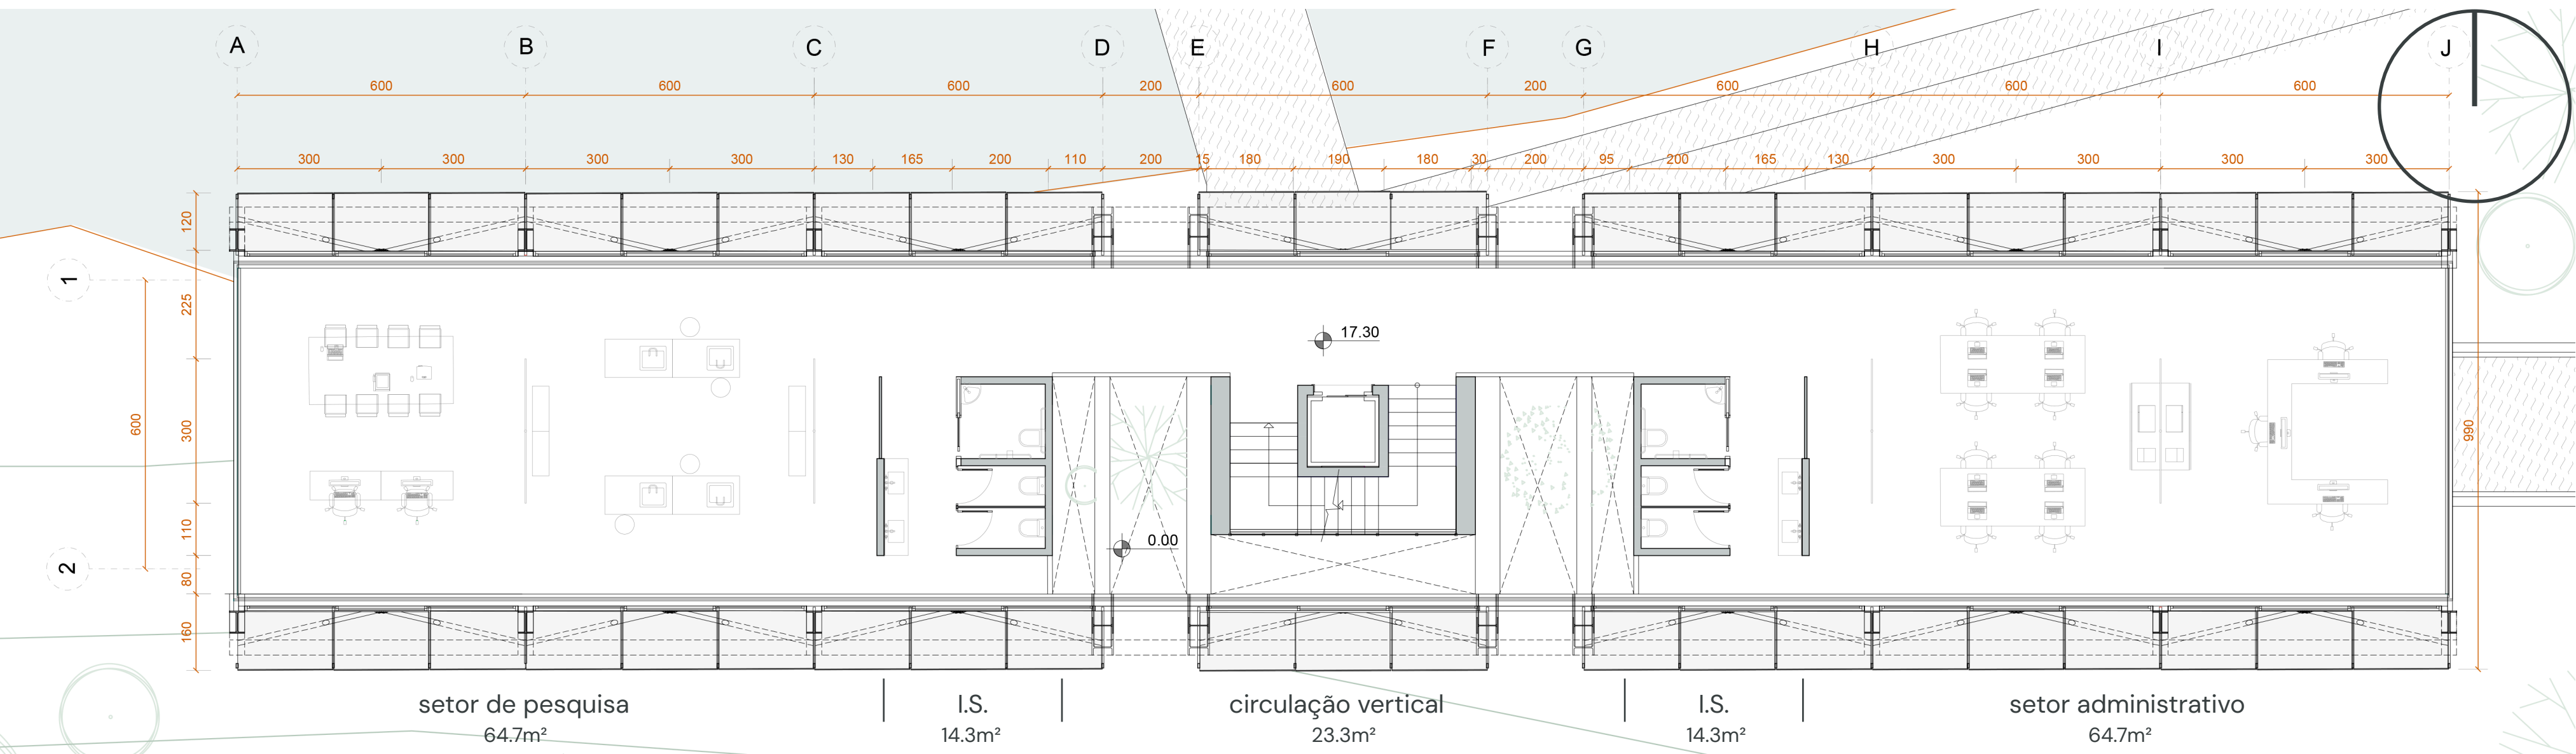 A B C D E F G H I J
600 600 600 200 600 200 600 600 600
300 300 300 300 130 165 200 110 200 15 180 190 180 30 200 95 200 165 130 300 300 300 300
120
1
225
17.30
600
300
990
110
0.00
2
80
160
setor de pesquisa I.S. circulação vertical I.S. setor administrativo
64.7m² 14.3m² 23.3m² 14.3m² 64.7m²